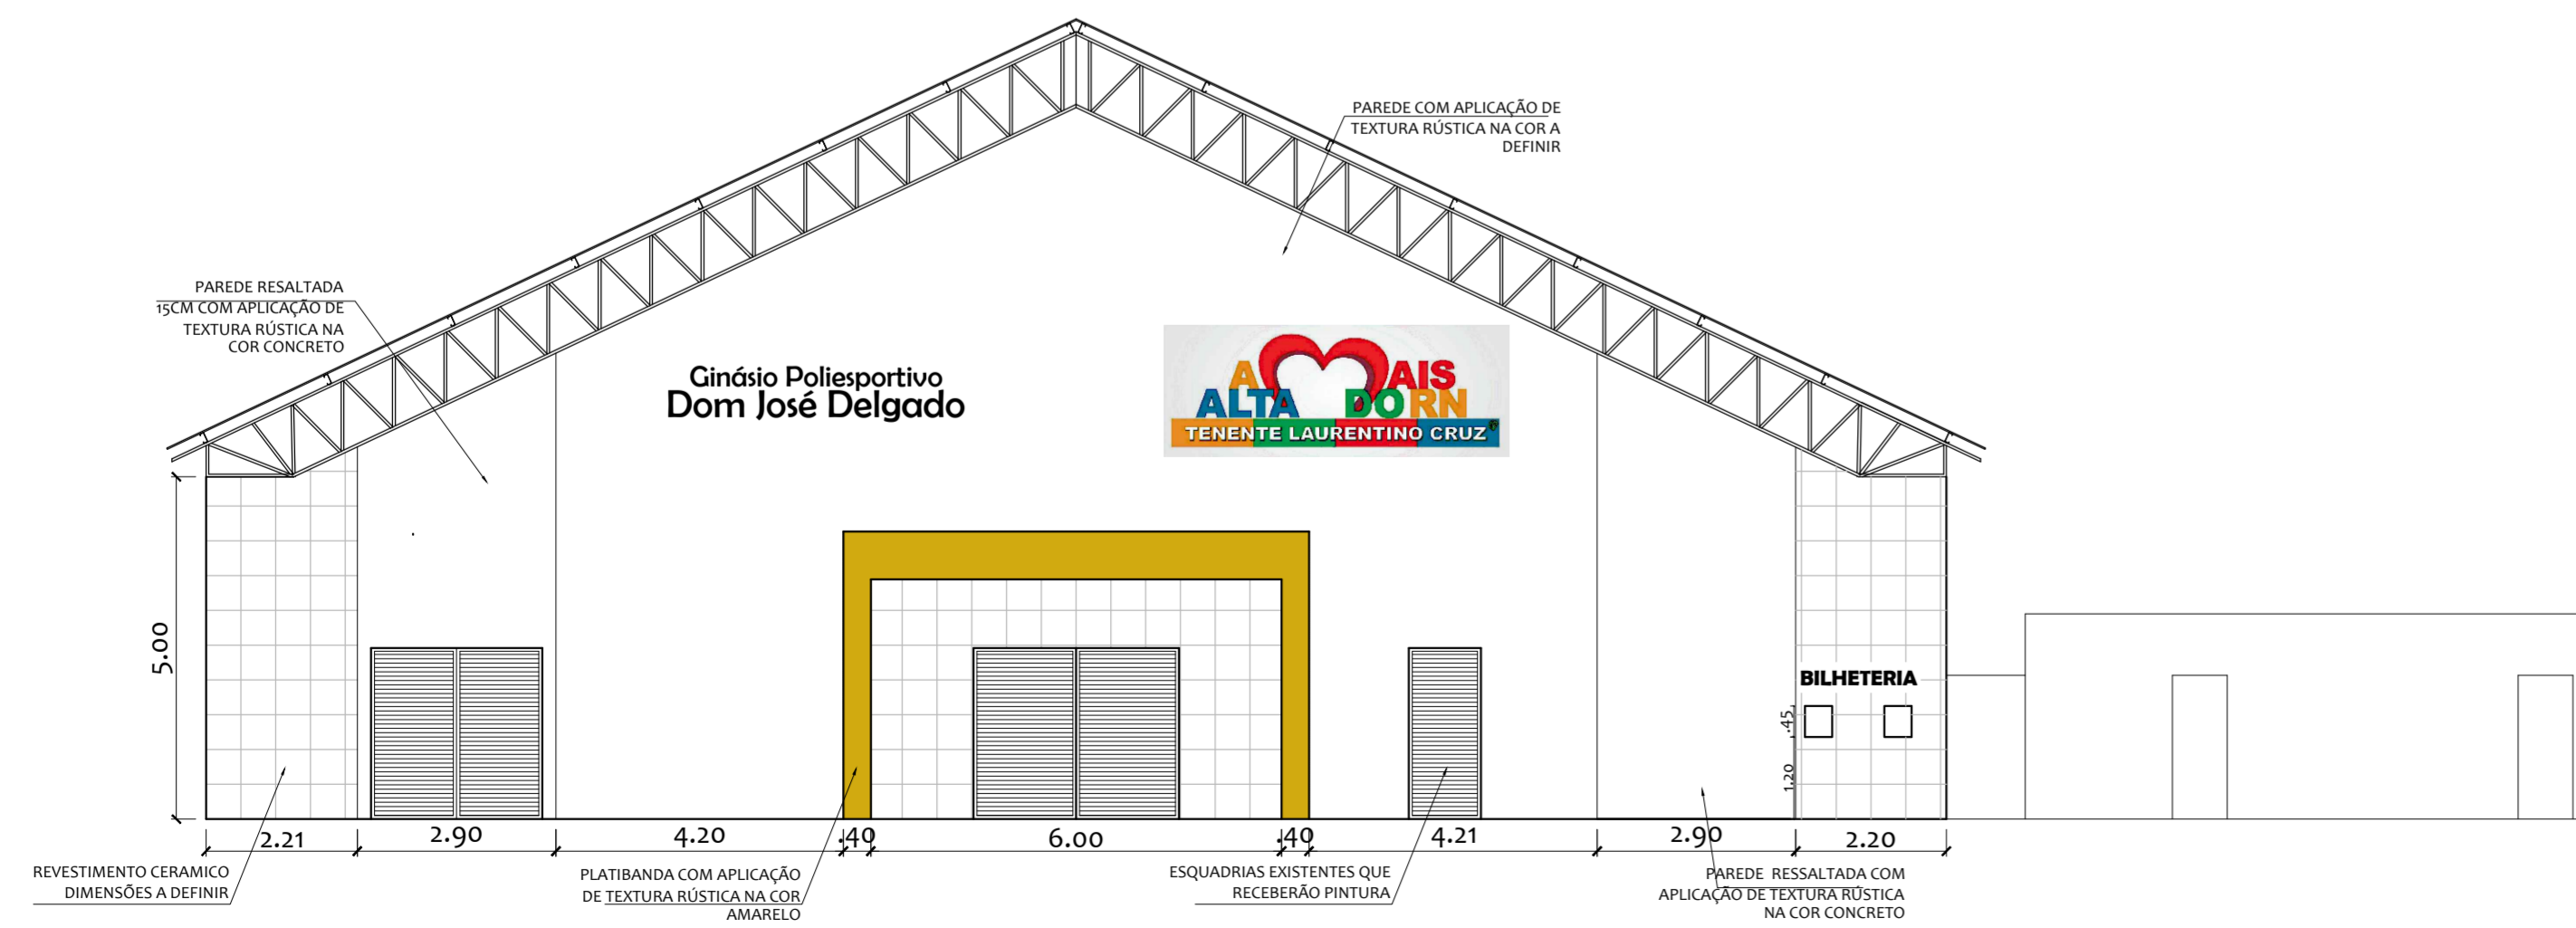 PAREDE COM APLICAÇÃO DE
TEXTURA RÚSTICA NA COR A
DEFINIR
PAREDE RESALTADA
15CM COM APLICAÇÃO DE
TEXTURA RÚSTICA NA
COR CONCRETO
Ginásio Poliesportivo
Dom José Delgado
A MAIS
ALTA DO RN
TENENTE LAURENTINO CRUZ
5.00
BILHETERIA
.45
1.20
2.21 2.90 4.20 .40 6.00 .40 4.21 2.90 2.20
REVESTIMENTO CERAMICO
DIMENSÕES A DEFINIR
PLATIBANDA COM APLICAÇÃO
DE TEXTURA RÚSTICA NA COR
AMARELO
ESQUADRIAS EXISTENTES QUE
RECEBERÃO PINTURA
PAREDE RESSALTADA COM
APLICAÇÃO DE TEXTURA RÚSTICA
NA COR CONCRETO